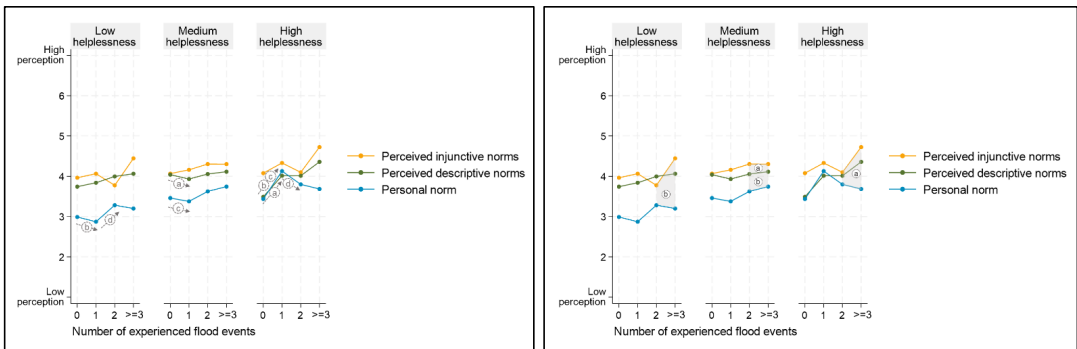 Low
helplessness
Medium
helplessness
High
helplessness
High
perception
6
5
4
3
2
Low
perception
a
c
b
d
c
b
a
d
0 1 2 >=3
0 1 2 >=3
0 1 2 >=3
Number of experienced flood events
Perceived injunctive norms
Perceived descriptive norms
Personal norm
Low
helplessness
Medium
helplessness
High
helplessness
High
perception
6
5
4
3
2
Low
perception
b
a
b
a
0 1 2 >=3
0 1 2 >=3
0 1 2 >=3
Number of experienced flood events
Perceived injunctive norms
Perceived descriptive norms
Personal norm